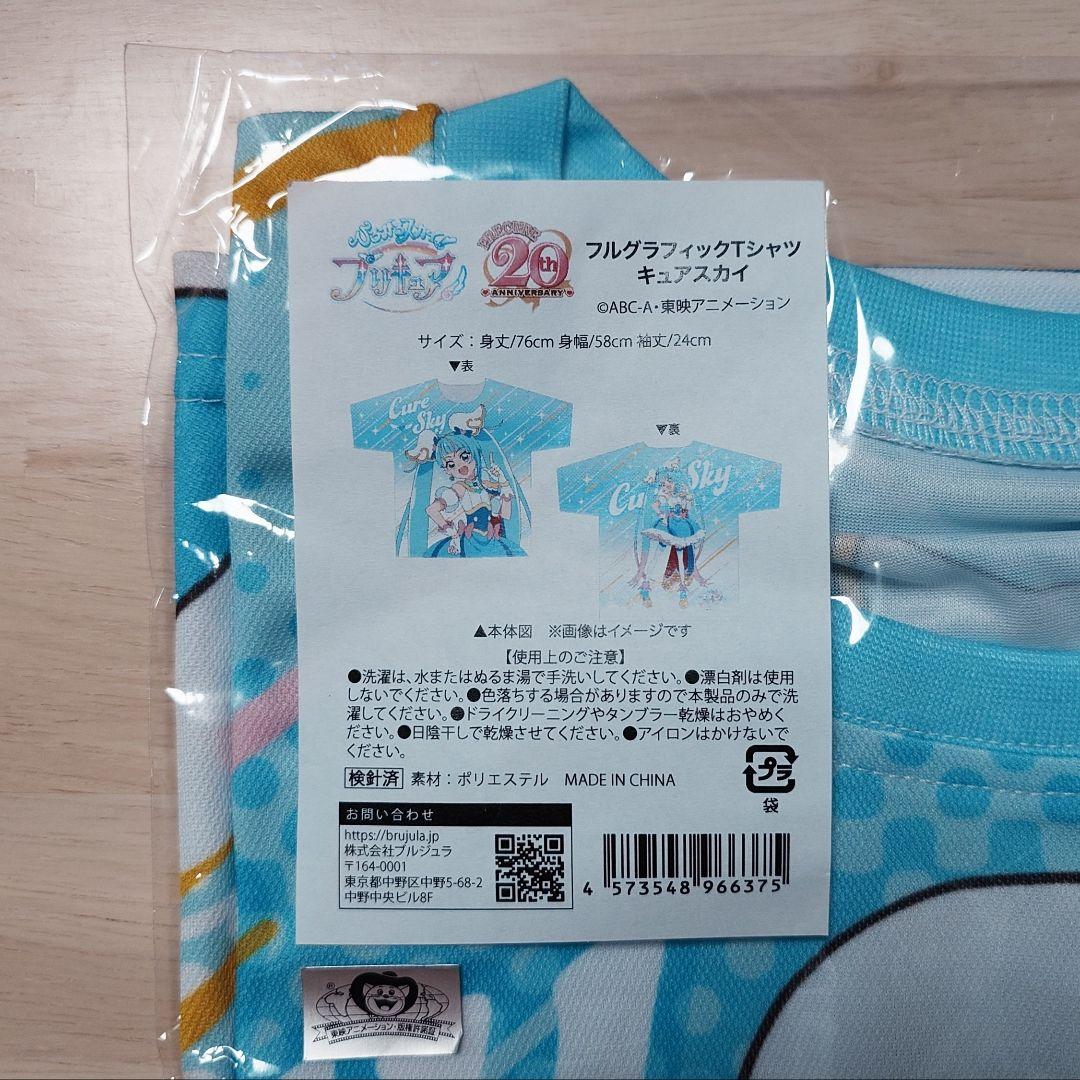 ひろがるスカイ!
プリキュア
PRECURE
20th
ANNIVERSARY
フルグラフィックTシャツ
キュアスカイ
©ABC-A・東映アニメーション
サイズ：身丈/76cm 身幅/58cm 袖丈/24cm
▼表
Cure
Sky
▼裏
Cure Sky
▲本体図 ※画像はイメージです
【使用上のご注意】
●洗濯は、水またはぬるま湯で手洗いしてください。●漂白剤は使用
しないでください。●色落ちする場合がありますので本製品のみで洗
濯してください。●ドライクリーニングやタンブラー乾燥はおやめく
ださい。●日陰干しで乾燥させてください。●アイロンはかけないで
ください。
検針済 素材：ポリエステル MADE IN CHINA
プラ
袋
お問い合わせ
https://brujula.jp
株式会社ブルジュラ
〒164-0001
東京都中野区中野5-68-2
中野中央ビル8F
4 573548 966375
®
東映アニメーション・版権許諾証